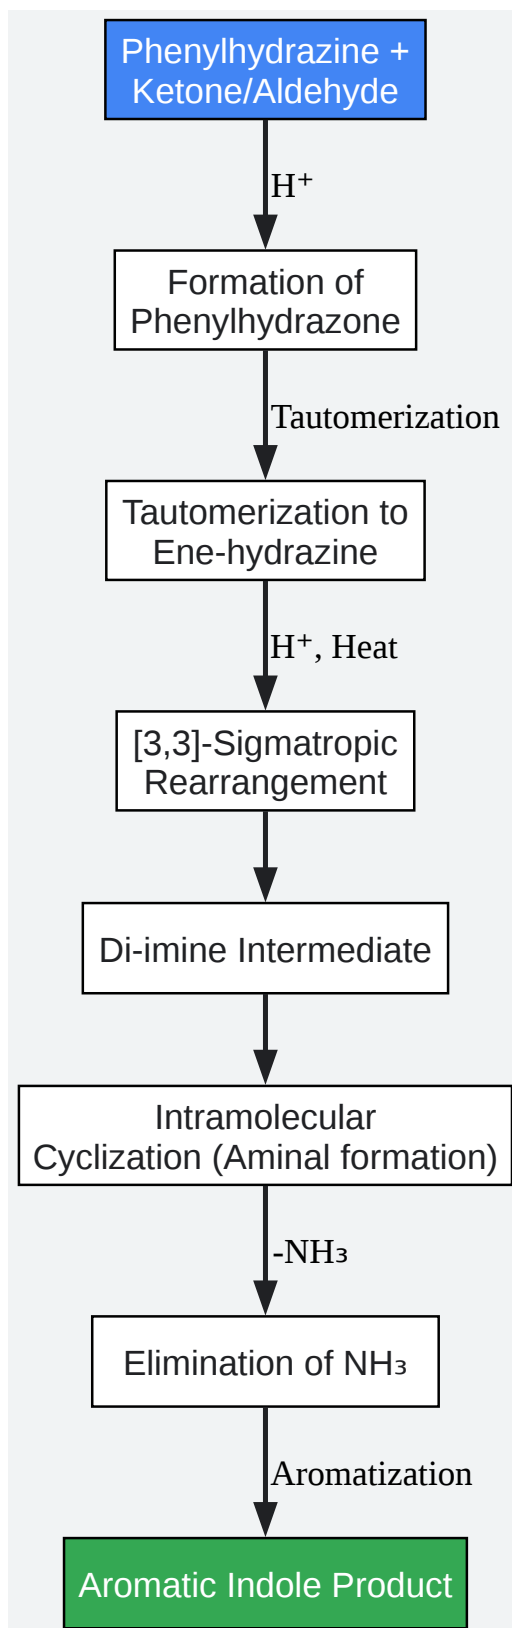 Phenylhydrazine +
Ketone/Aldehyde
H⁺
Formation of
Phenylhydrazone
Tautomerization
Tautomerization to
Ene-hydrazine
H⁺, Heat
[3,3]-Sigmatropic
Rearrangement
Di-imine Intermediate
Intramolecular
Cyclization (Aminal formation)
-NH₃
Elimination of NH₃
Aromatization
Aromatic Indole Product